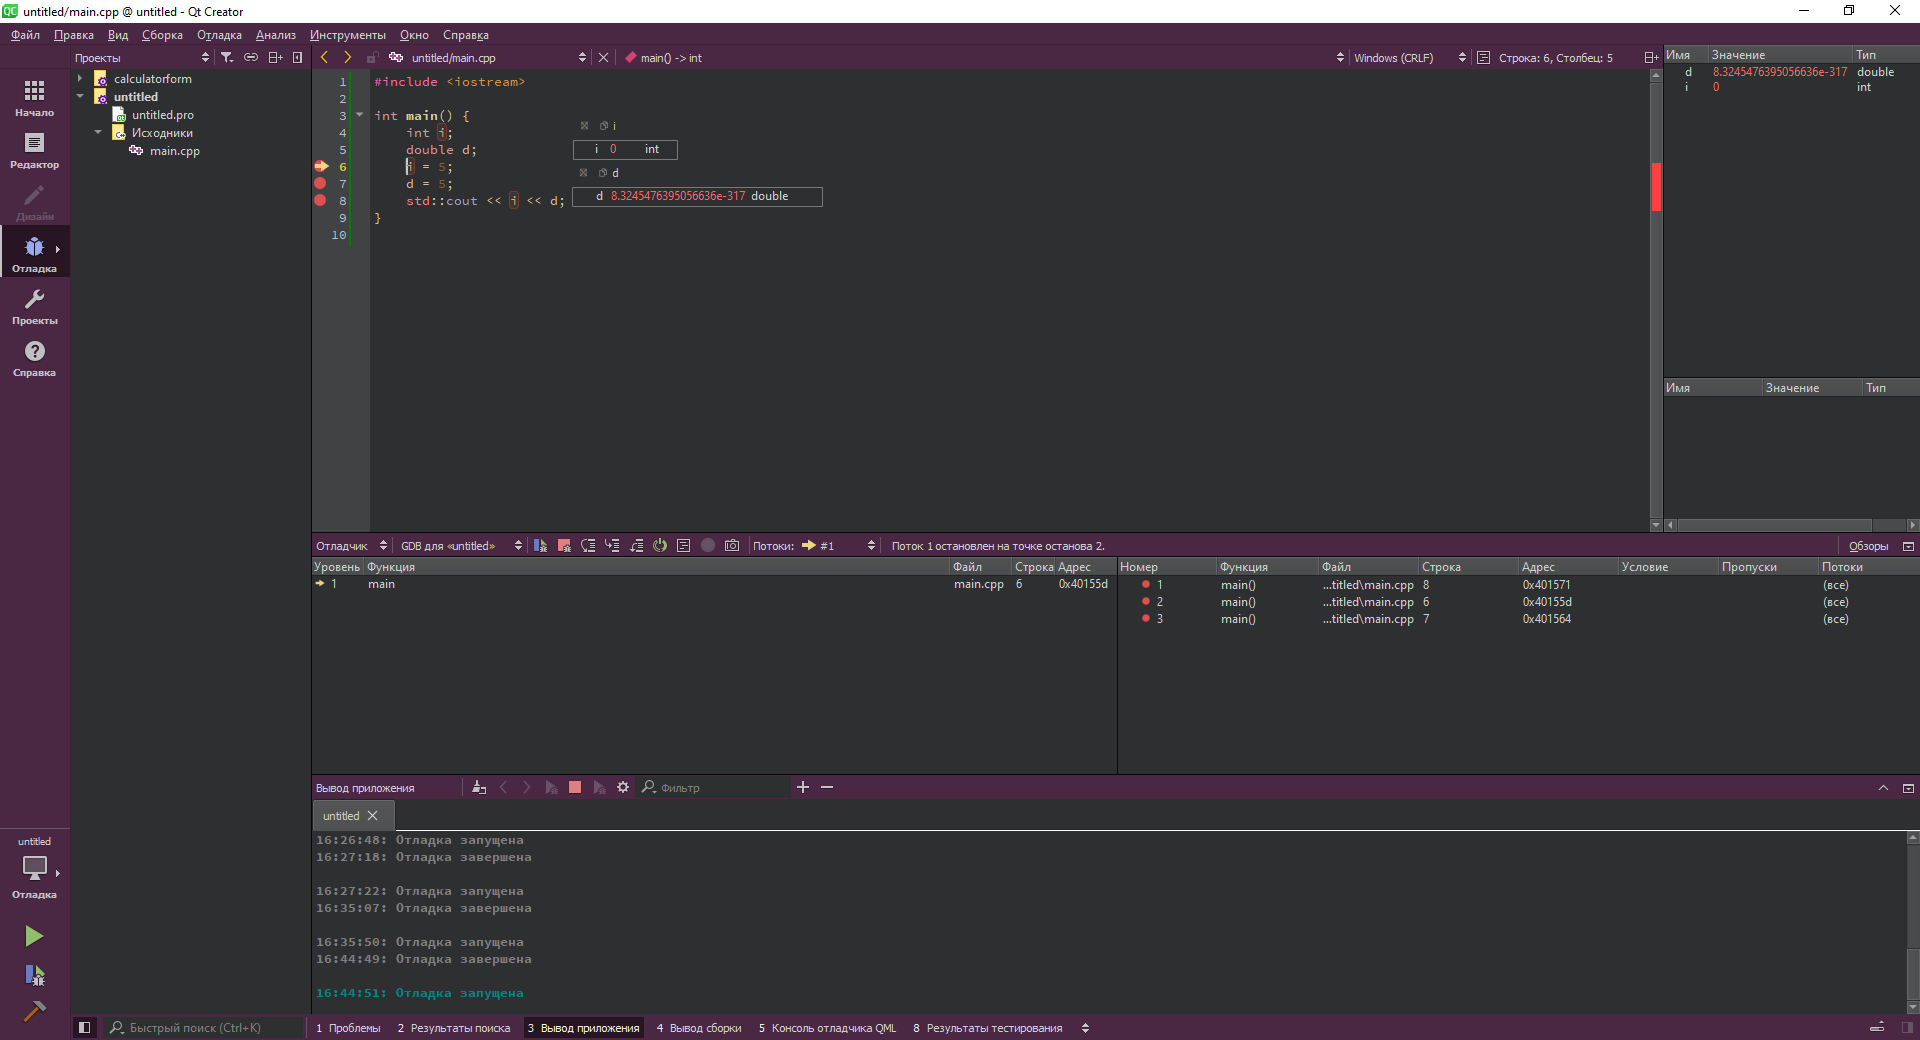 untitled/main.cpp @ untitled - Qt Creator
Файл Правка Вид Сборка Отладка Анализ Инструменты Окно Справка
Проекты
untitled/main.cpp
main() -> int
Windows (CRLF)
Строка: 6, Столбец: 5
Начало
Редактор
Дизайн
Отладка
Проекты
Справка
calculatorform
untitled
untitled.pro
Исходники
main.cpp
1 #include <iostream>
2
3 int main() {
4 int i;
5 double d;
6 i = 5;
7 d = 5;
8 std::cout << i << d;
9 }
10
i
i 0 int
d
d 8.3245476395056636e-317 double
Имя Значение Тип
d 8.3245476395056636e-317 double
i 0 int
Имя Значение Тип
Отладчик GDB для «untitled» Потоки: #1 Поток 1 остановлен на точке останова 2. Обзоры
Уровень Функция Файл Строка Адрес
1 main main.cpp 6 0x40155d
Номер Функция Файл Строка Адрес Условие Пропуски Потоки
1 main() ...titled\main.cpp 8 0x401571 (все)
2 main() ...titled\main.cpp 6 0x40155d (все)
3 main() ...titled\main.cpp 7 0x401564 (все)
Вывод приложения Фильтр
untitled
16:26:48: Отладка запущена
16:27:18: Отладка завершена
16:27:22: Отладка запущена
16:35:07: Отладка завершена
16:35:50: Отладка запущена
16:44:49: Отладка завершена
16:44:51: Отладка запущена
untitled
Отладка
Быстрый поиск (Ctrl+K)
1 Проблемы 2 Результаты поиска 3 Вывод приложения 4 Вывод сборки 5 Консоль отладчика QML 8 Результаты тестирования